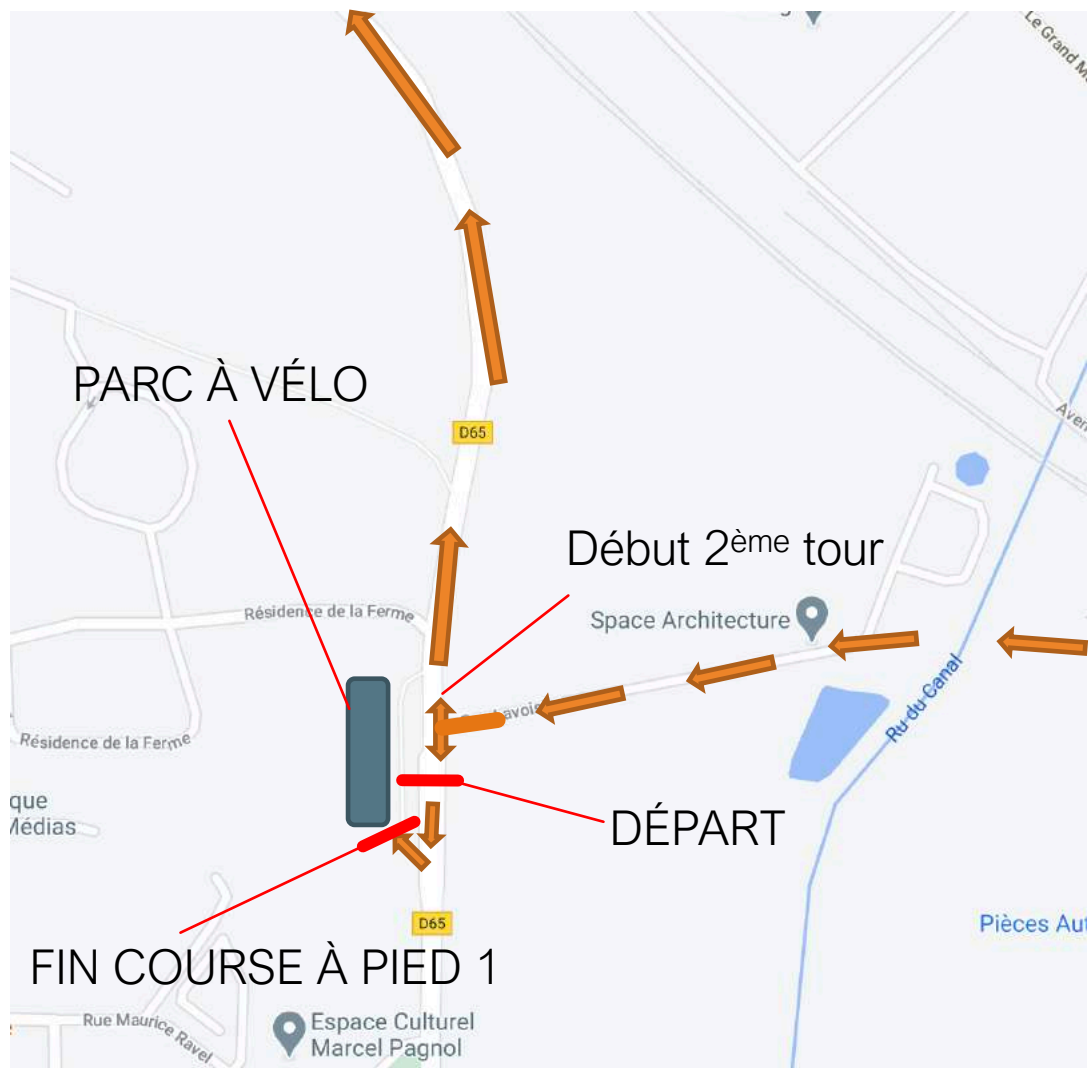 Le Grand M
PARC À VÉLO
Aven
D65
Début 2ème tour
Résidence de la Ferme
Space Architecture
Ru du Canal
Résidence de la Ferme
que
Médias
DÉPART
D65
Pièces Aut
FIN COURSE À PIED 1
Rue Maurice Ravel
Espace Culturel
Marcel Pagnol